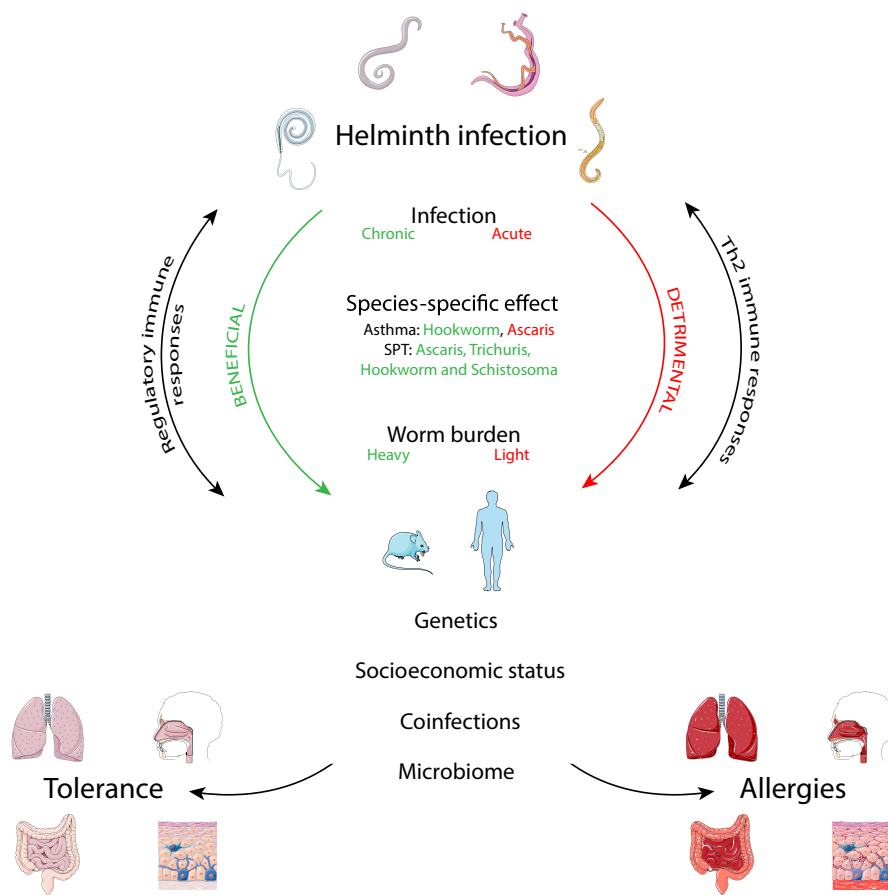 Helminth infection
Infection
Chronic
Acute
Regulatory immune
responses
BENEFICIAL
Species-specific effect
Asthma: Hookworm, Ascaris
SPT: Ascaris, Trichuris,
Hookworm and Schistosoma
DETRIMENTAL
Th2 immune responses
Worm burden
Heavy
Light
Genetics
Socioeconomic status
Coinfections
Microbiome
Tolerance
Allergies